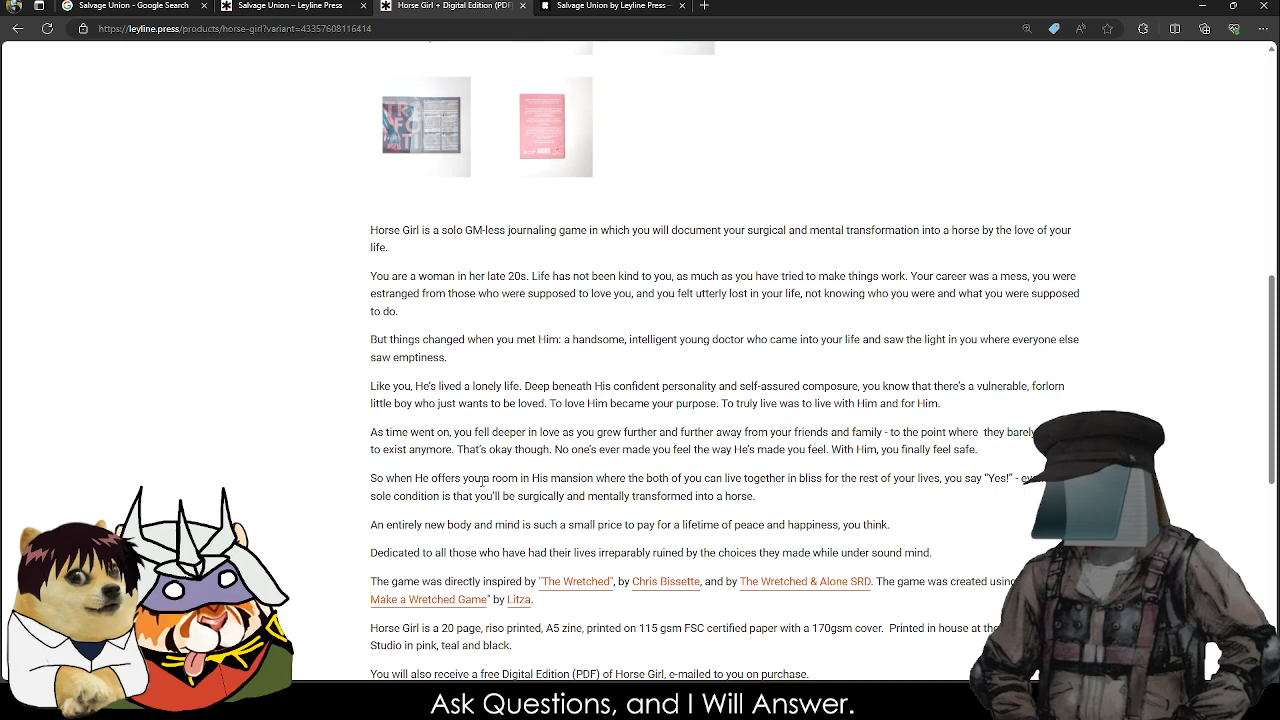 Salvage Union - Google Search
Salvage Union – Leyline Press
Horse Girl + Digital Edition (PDF)
Salvage Union by Leyline Press —
https://leyline.press/products/horse-girl?variant=43357608116414
Horse Girl is a solo GM-less journaling game in which you will document your surgical and mental transformation into a horse by the love of your
life.
You are a woman in her late 20s. Life has not been kind to you, as much as you have tried to make things work. Your career was a mess, you were
estranged from those who were supposed to love you, and you felt utterly lost in your life, not knowing who you were and what you were supposed
to do.
But things changed when you met Him: a handsome, intelligent young doctor who came into your life and saw the light in you where everyone else
saw emptiness.
Like you, He's lived a lonely life. Deep beneath His confident personality and self-assured composure, you know that there's a vulnerable, forlorn
little boy who just wants to be loved. To love Him became your purpose. To truly live was to live with Him and for Him.
As time went on, you fell deeper in love as you grew further and further away from your friends and family - to the point where they barely
to exist anymore. That's okay though. No one's ever made you feel the way He's made you feel. With Him, you finally feel safe.
So when He offers you a room in His mansion where the both of you can live together in bliss for the rest of your lives, you say “Yes!” -
sole condition is that you'll be surgically and mentally transformed into a horse.
An entirely new body and mind is such a small price to pay for a lifetime of peace and happiness, you think.
Dedicated to all those who have had their lives irreparably ruined by the choices they made while under sound mind.
The game was directly inspired by "The Wretched", by Chris Bissette, and by The Wretched & Alone SRD. The game was created using
Make a Wretched Game" by Litza.
Horse Girl is a 20 page, riso printed, A5 zine, printed on 115 gsm FSC certified paper with a 170gsm cover. Printed in house at the
Studio in pink, teal and black.
You will also receive a free Digital Edition (PDF) of Horse Girl, e-mailed to you on purchase.
Ask Questions, and I Will Answer.